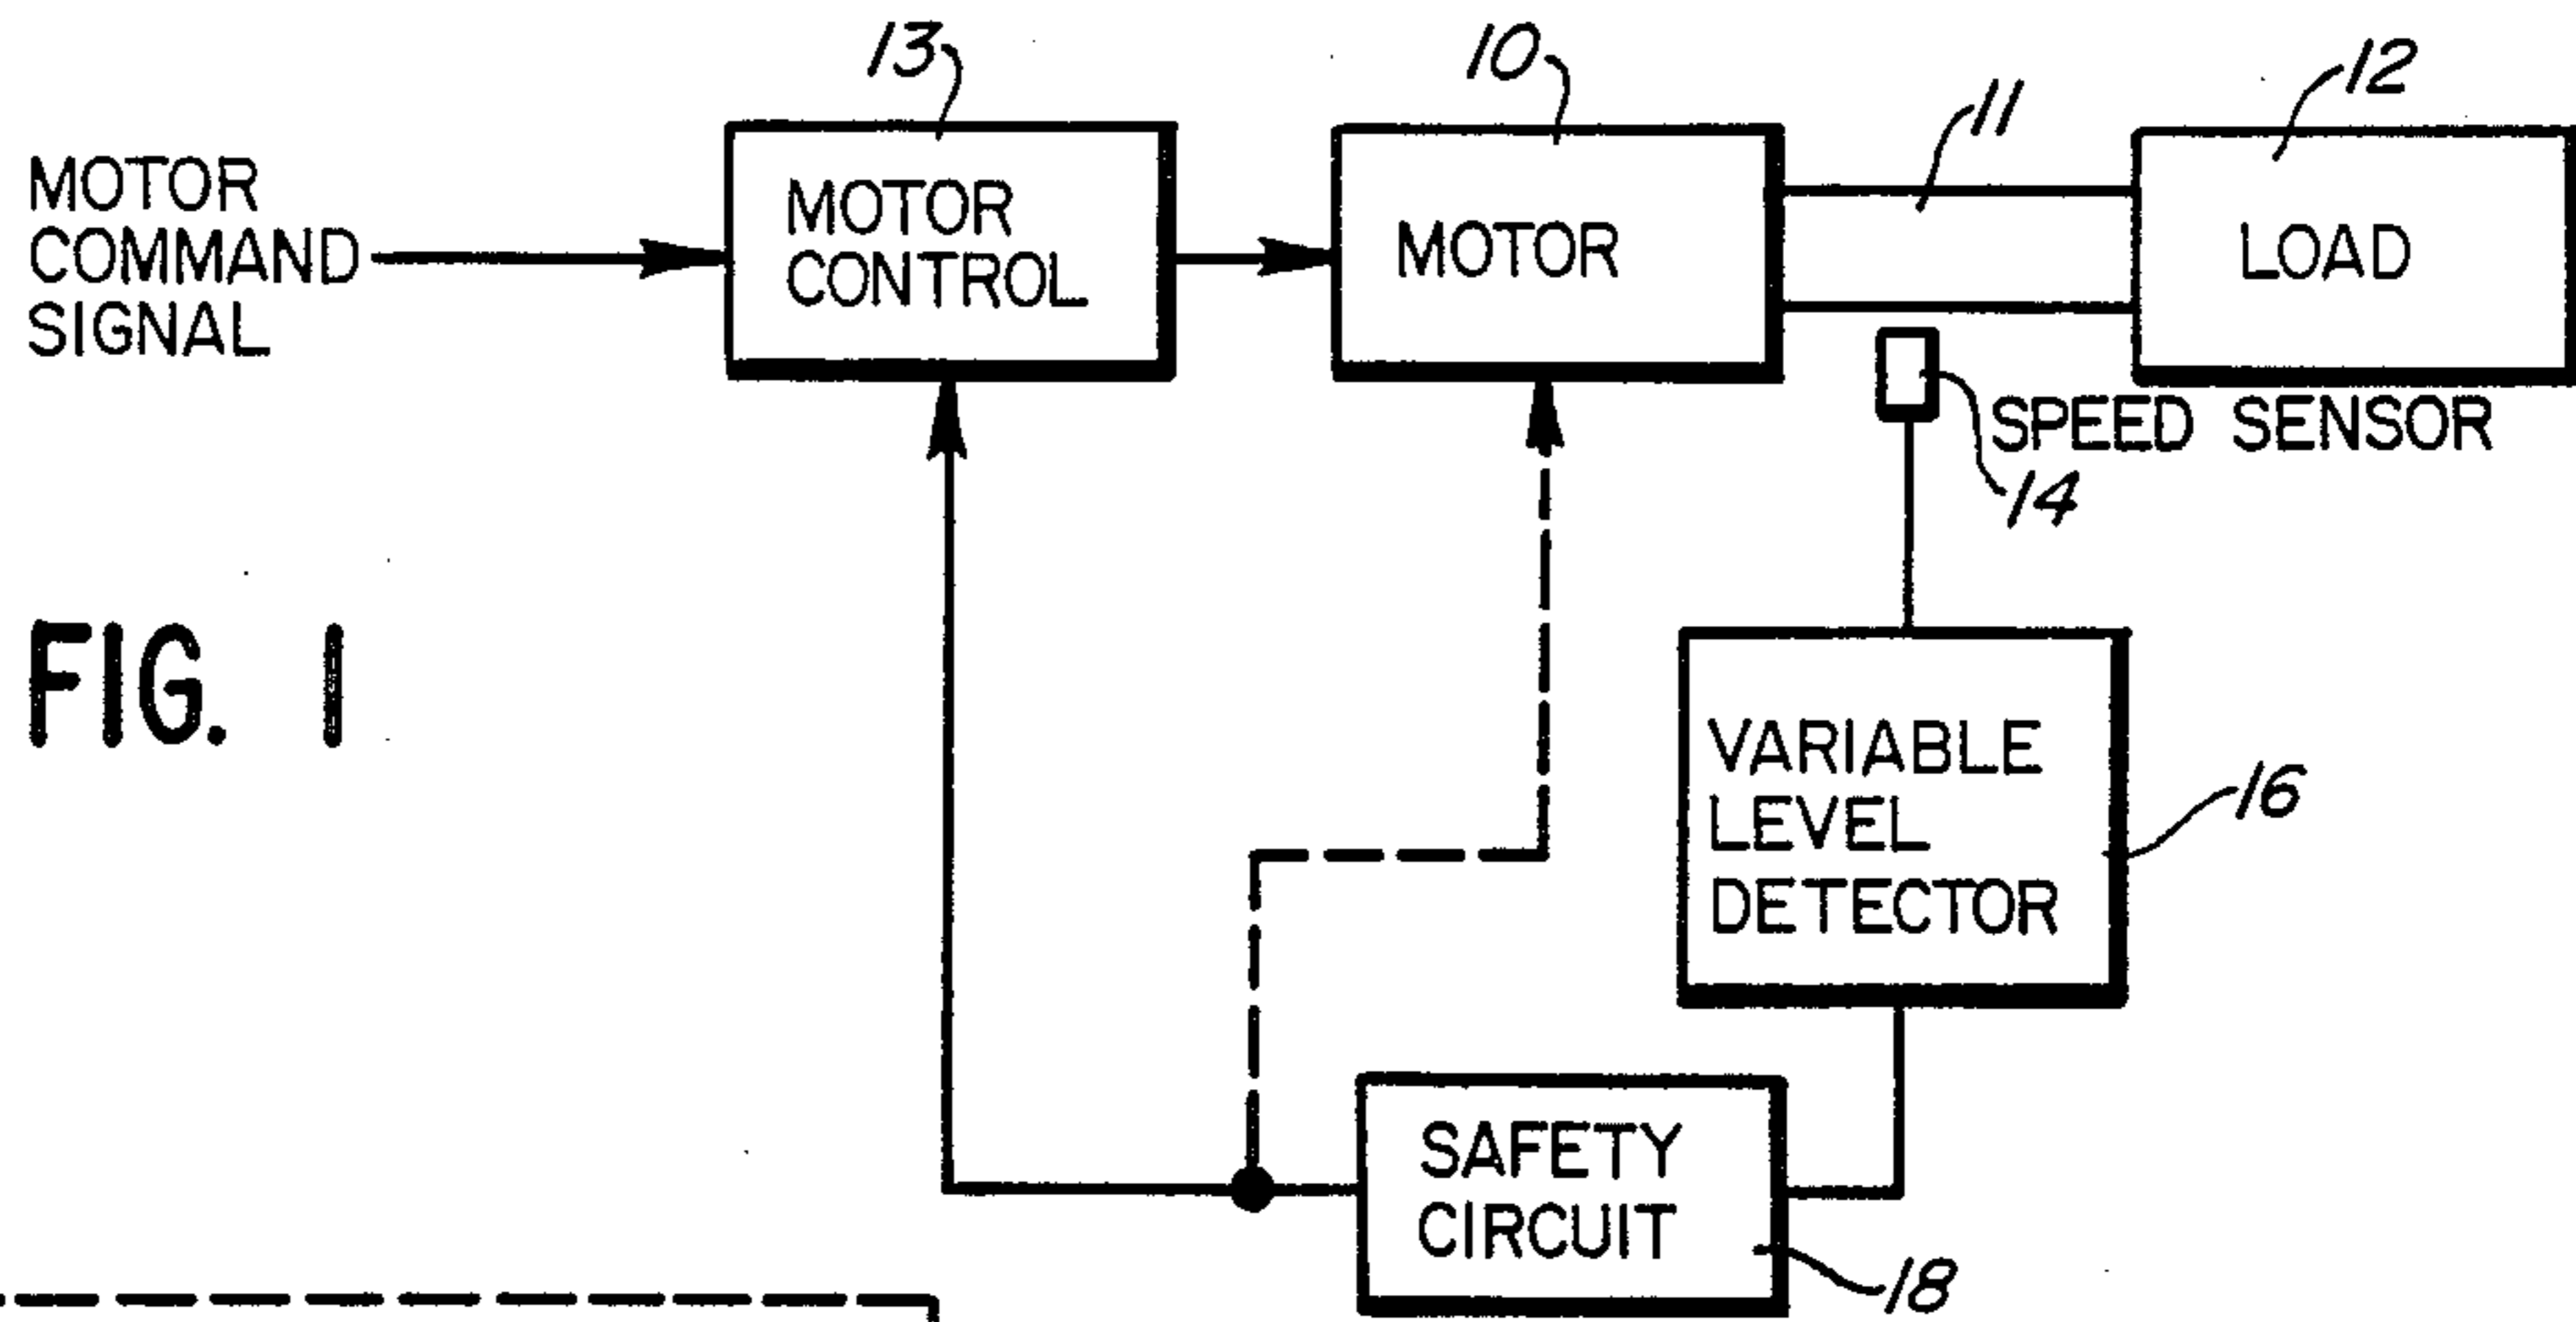 13
10
11
12
MOTOR
COMMAND
SIGNAL
MOTOR
CONTROL
MOTOR
LOAD
SPEED SENSOR
14
FIG. 1
VARIABLE
LEVEL
DETECTOR
16
SAFETY
CIRCUIT
18